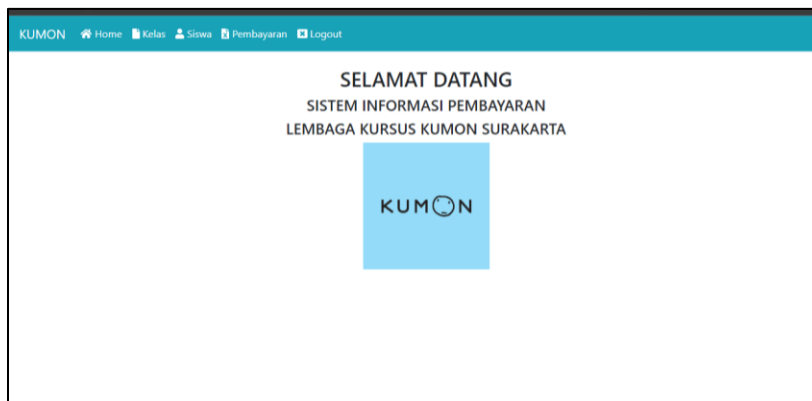 KUMON Home Kelas Siswa Pembayaran Logout
SELAMAT DATANG
SISTEM INFORMASI PEMBAYARAN
LEMBAGA KURSUS KUMON SURAKARTA
KUMON